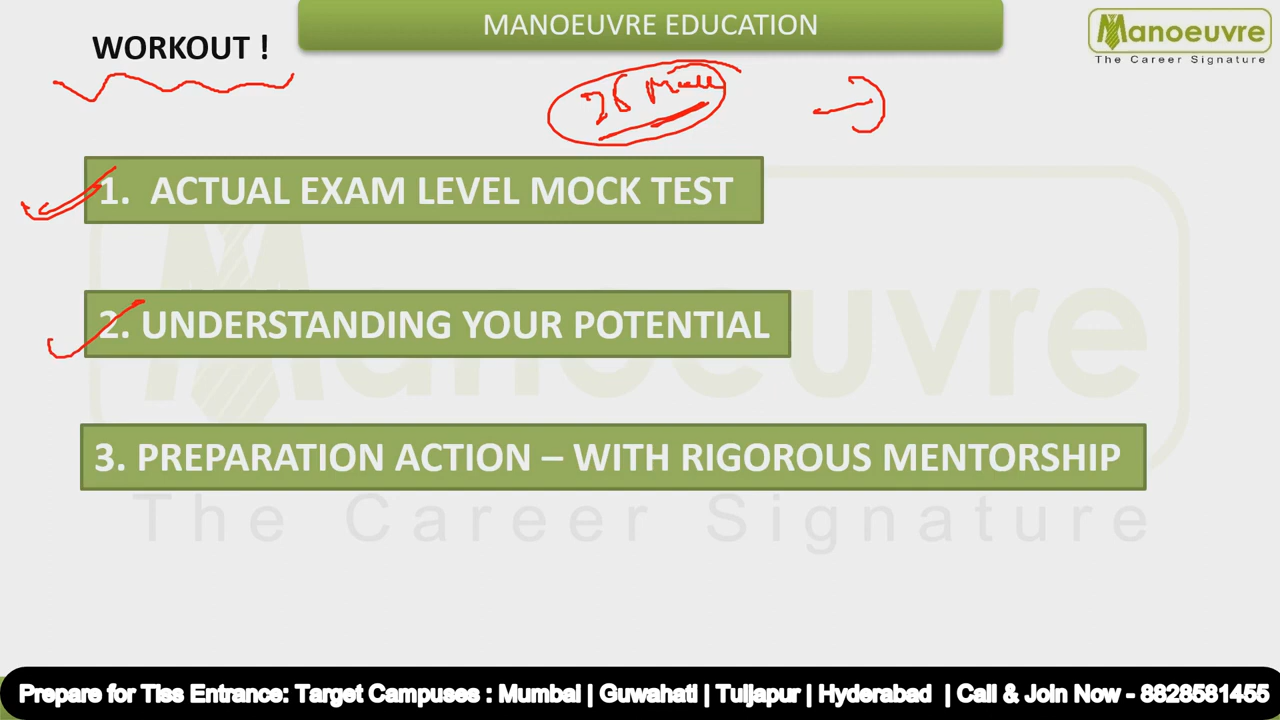 MANOEUVRE EDUCATION
WORKOUT !
Manoeuvre
The Career Signature
1. ACTUAL EXAM LEVEL MOCK TEST
2. UNDERSTANDING YOUR POTENTIAL
3. PREPARATION ACTION – WITH RIGOROUS MENTORSHIP
Manoeuvre
The Career Signature
Prepare for Tiss Entrance: Target Campuses : Mumbai | Guwahati | Tuljapur | Hyderabad | Call & Join Now - 8828581455